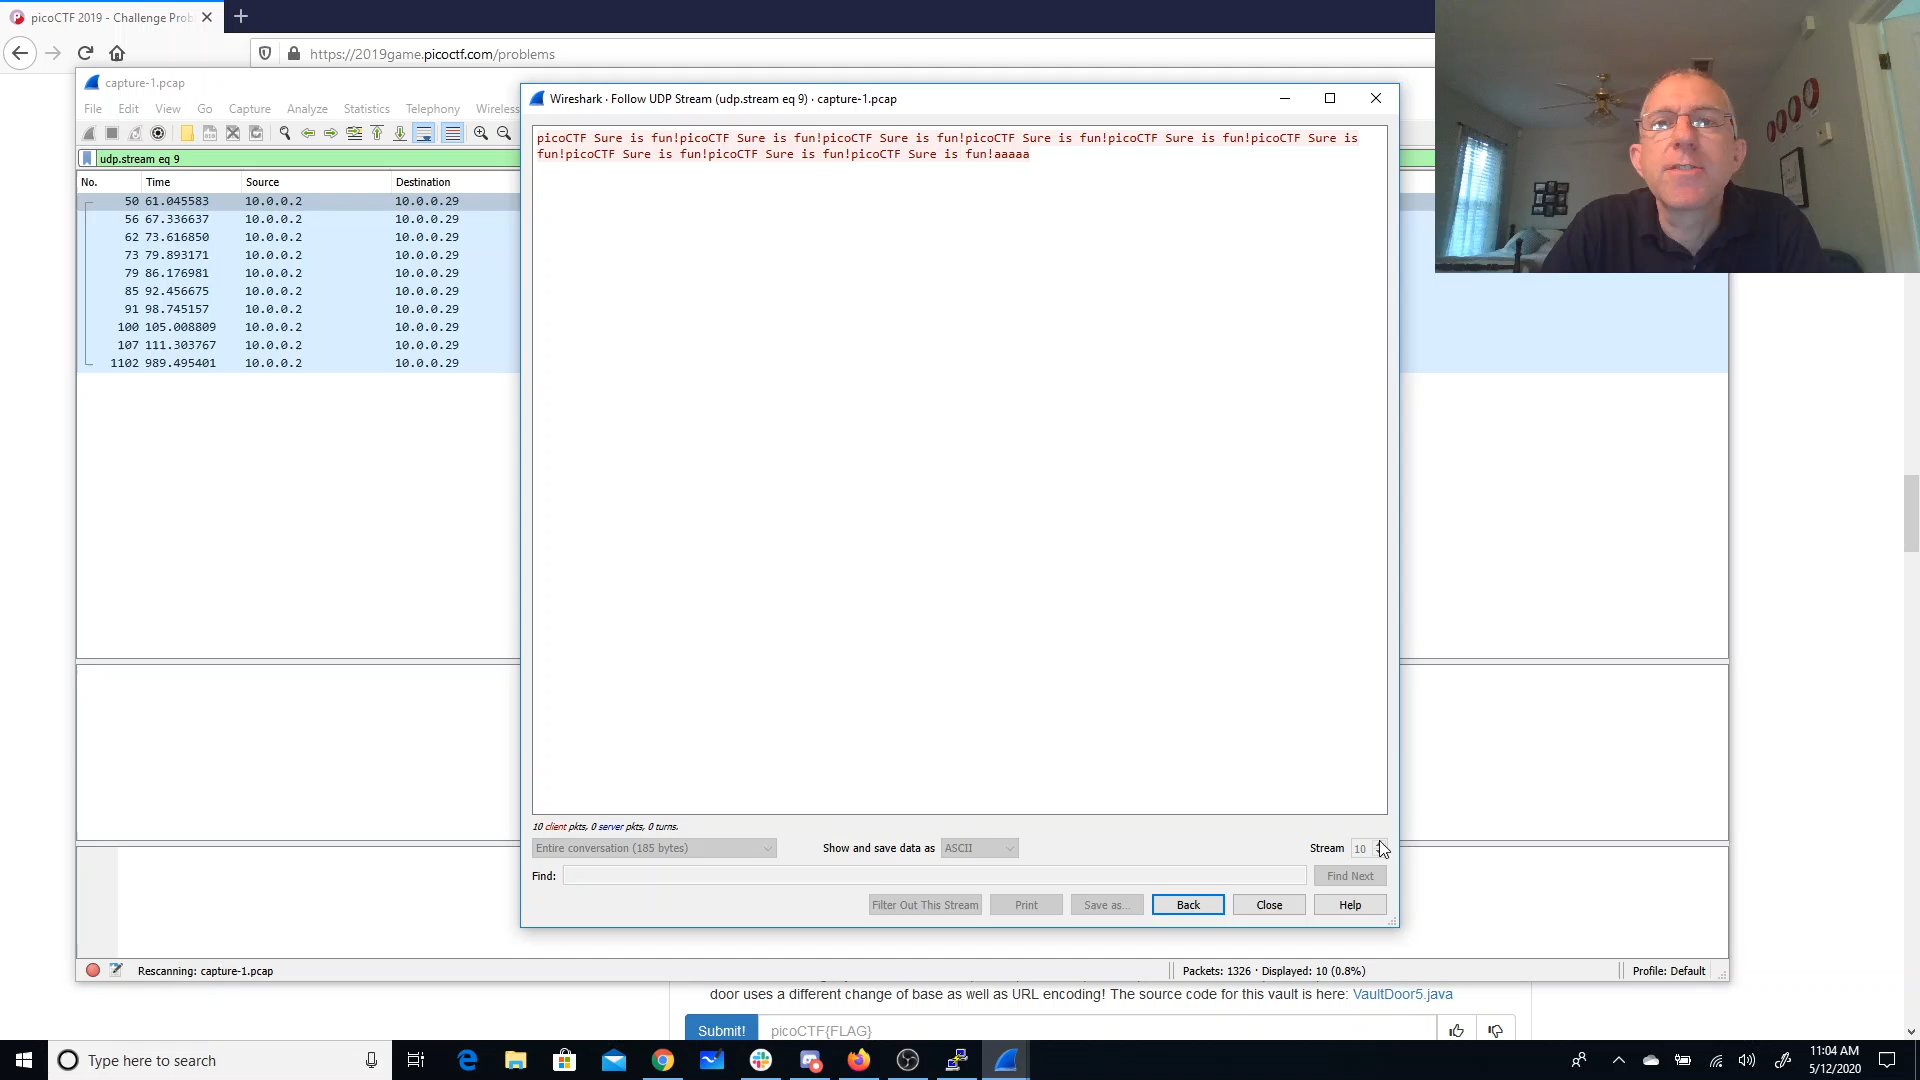 picoCTF 2019 - Challenge Prob
https://2019game.picoctf.com/problems
capture-1.pcap
File Edit View Go Capture Analyze Statistics Telephony Wireless
udp.stream eq 9
No. Time Source Destination
50 61.045583 10.0.0.2 10.0.0.29
56 67.336637 10.0.0.2 10.0.0.29
62 73.616850 10.0.0.2 10.0.0.29
73 79.893171 10.0.0.2 10.0.0.29
79 86.176981 10.0.0.2 10.0.0.29
85 92.456675 10.0.0.2 10.0.0.29
91 98.745157 10.0.0.2 10.0.0.29
100 105.008809 10.0.0.2 10.0.0.29
107 111.303767 10.0.0.2 10.0.0.29
1102 989.495401 10.0.0.2 10.0.0.29
Wireshark · Follow UDP Stream (udp.stream eq 9) · capture-1.pcap
picoCTF Sure is fun!picoCTF Sure is fun!picoCTF Sure is fun!picoCTF Sure is fun!picoCTF Sure is fun!picoCTF Sure is
fun!picoCTF Sure is fun!picoCTF Sure is fun!picoCTF Sure is fun!aaaaa
10 client pkts, 0 server pkts, 0 turns.
Entire conversation (185 bytes) Show and save data as ASCII Stream 10
Find: Find Next
Filter Out This Stream Print Save as... Back Close Help
Rescanning: capture-1.pcap Packets: 1326 · Displayed: 10 (0.8%) Profile: Default
door uses a different change of base as well as URL encoding! The source code for this vault is here: VaultDoor5.java
Submit! picoCTF{FLAG}
Type here to search
11:04 AM
5/12/2020